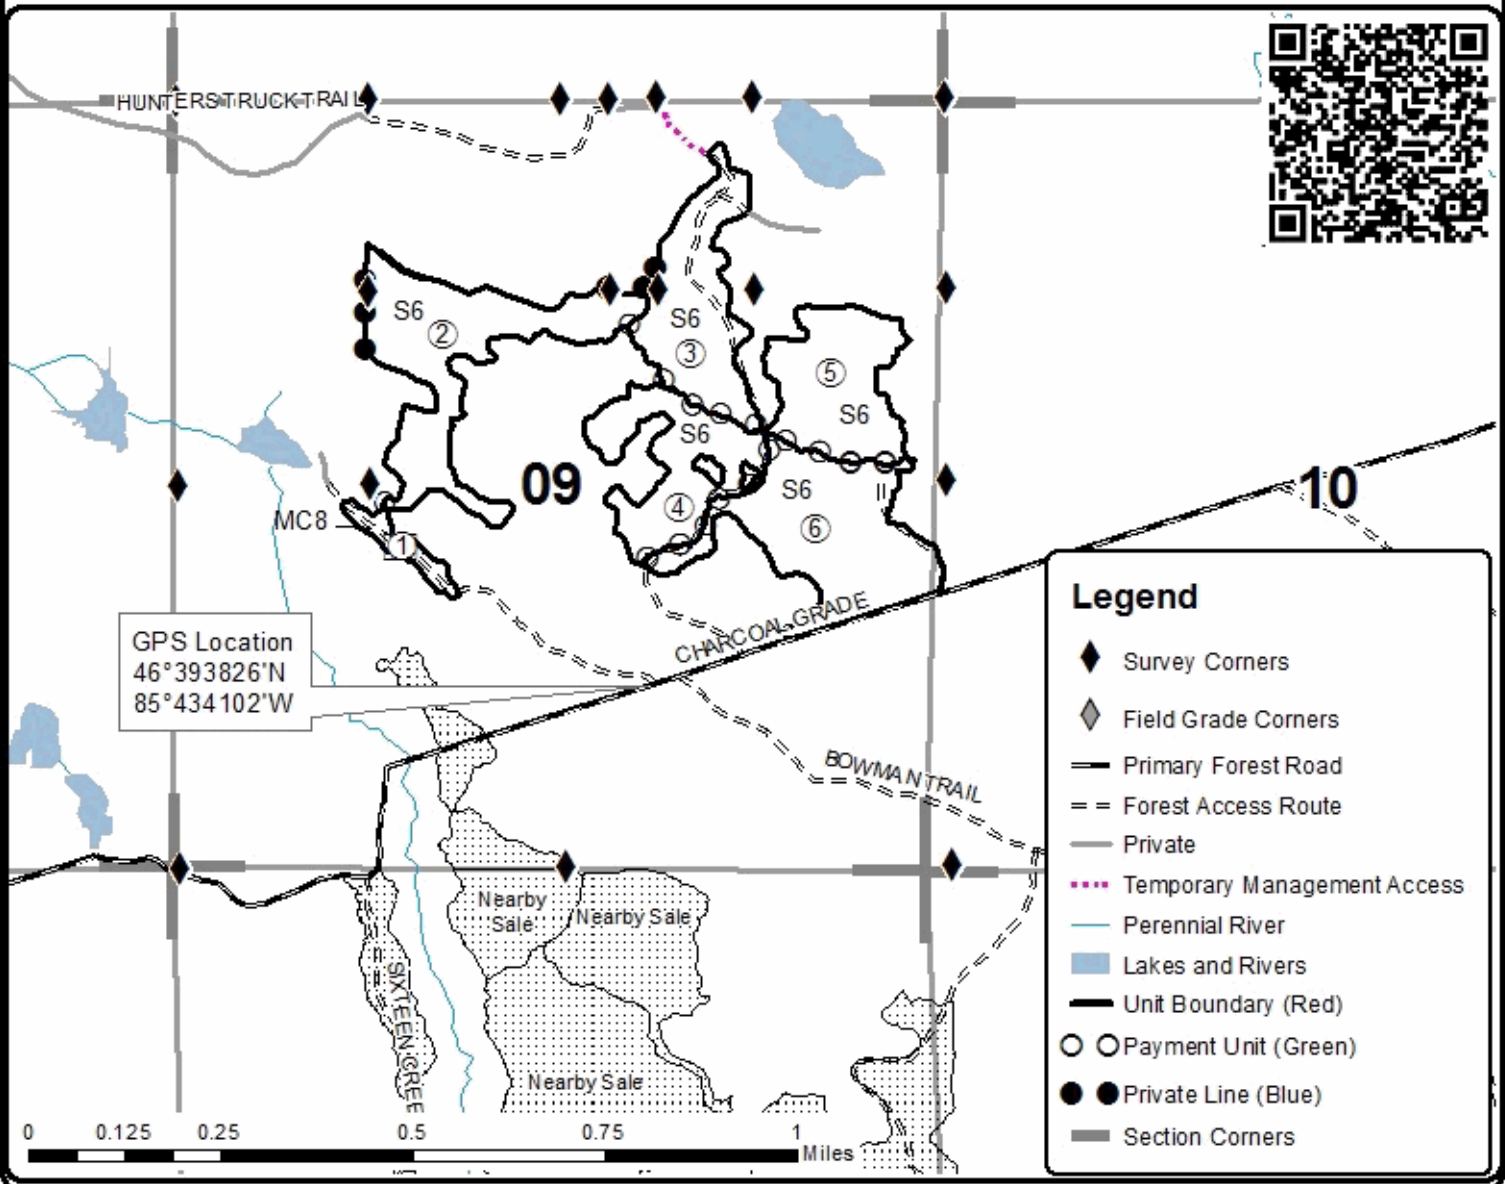 HUNTERSTRUCKTRAIL
S6
2
S6
3
5
S6
S6
09
S6
4
6
10
MC8
1
GPS Location
46°393826"N
85°434102"W
CHARCOAL GRADE
BOWMAN TRAIL
Nearby
Sale
Nearby Sale
SIXTEEN CREE
Nearby Sale
0 0.125 0.25 0.5 0.75 1
Miles
Legend
Survey Corners
Field Grade Corners
Primary Forest Road
Forest Access Route
Private
Temporary Management Access
Perennial River
Lakes and Rivers
Unit Boundary (Red)
Payment Unit (Green)
Private Line (Blue)
Section Corners